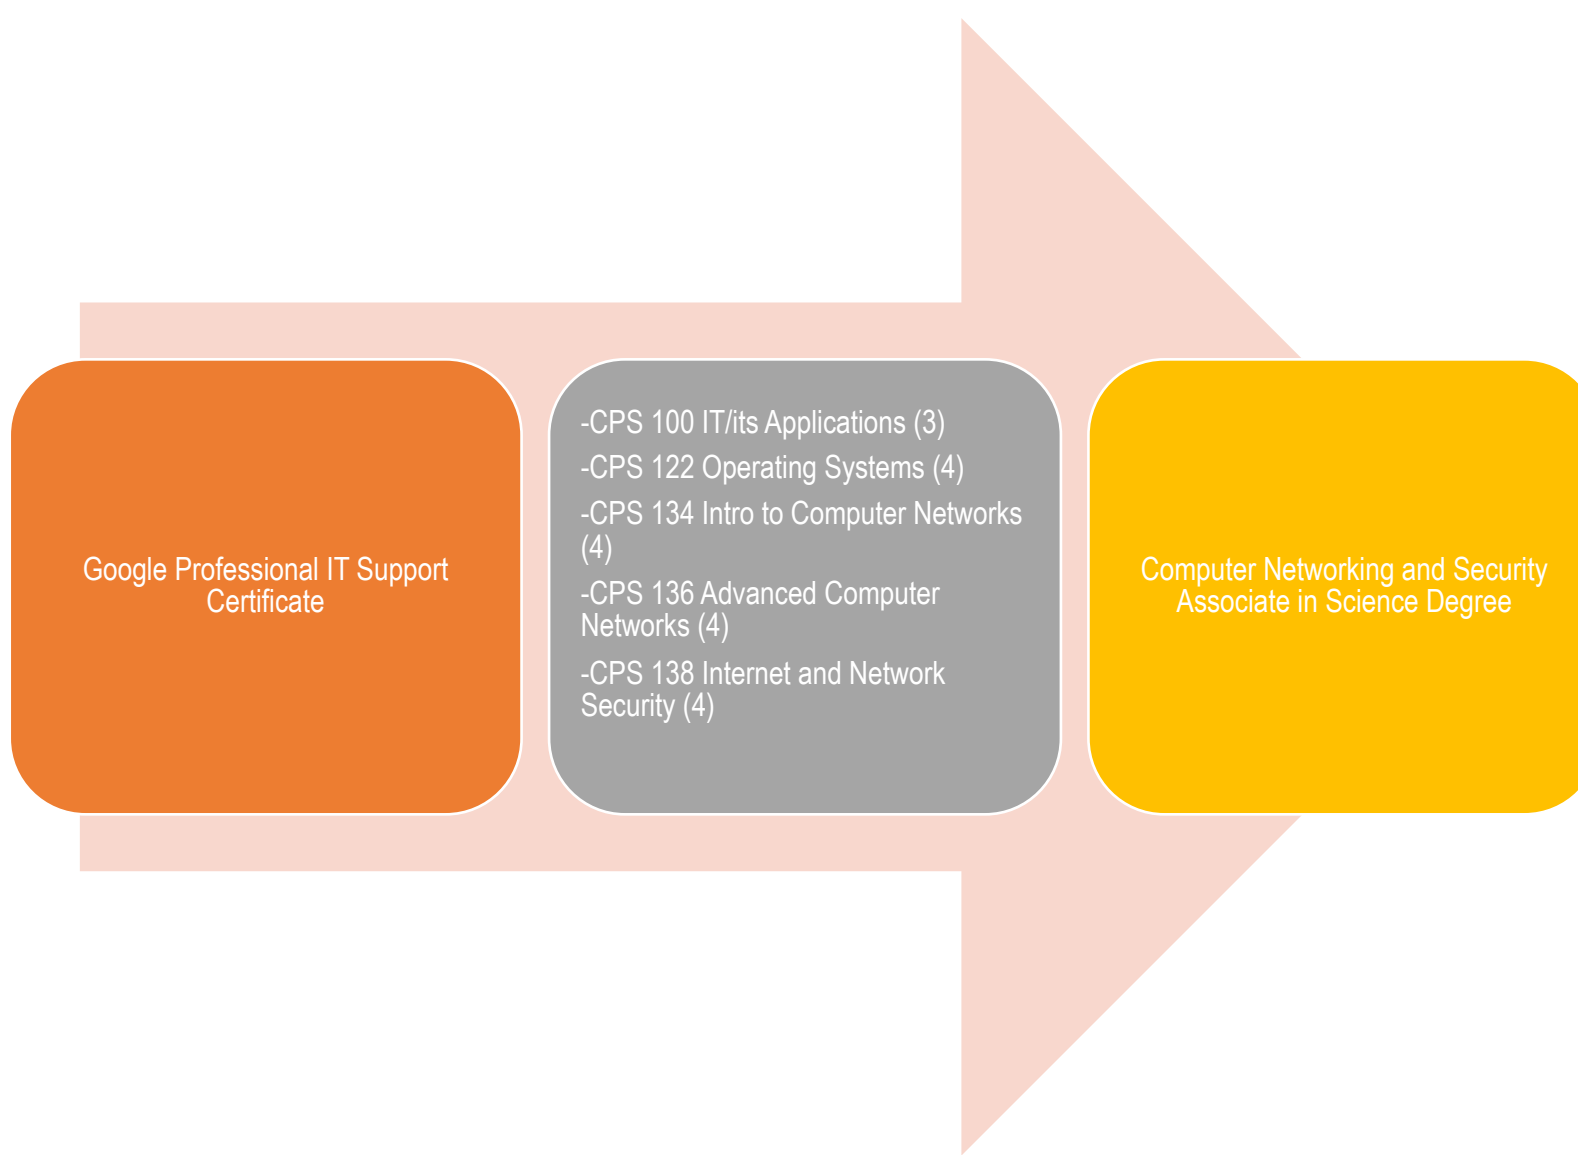 Google Professional IT Support
Certificate
-CPS 100 IT/its Applications (3)
-CPS 122 Operating Systems (4)
-CPS 134 Intro to Computer Networks
(4)
-CPS 136 Advanced Computer
Networks (4)
-CPS 138 Internet and Network
Security (4)
Computer Networking and Security
Associate in Science Degree